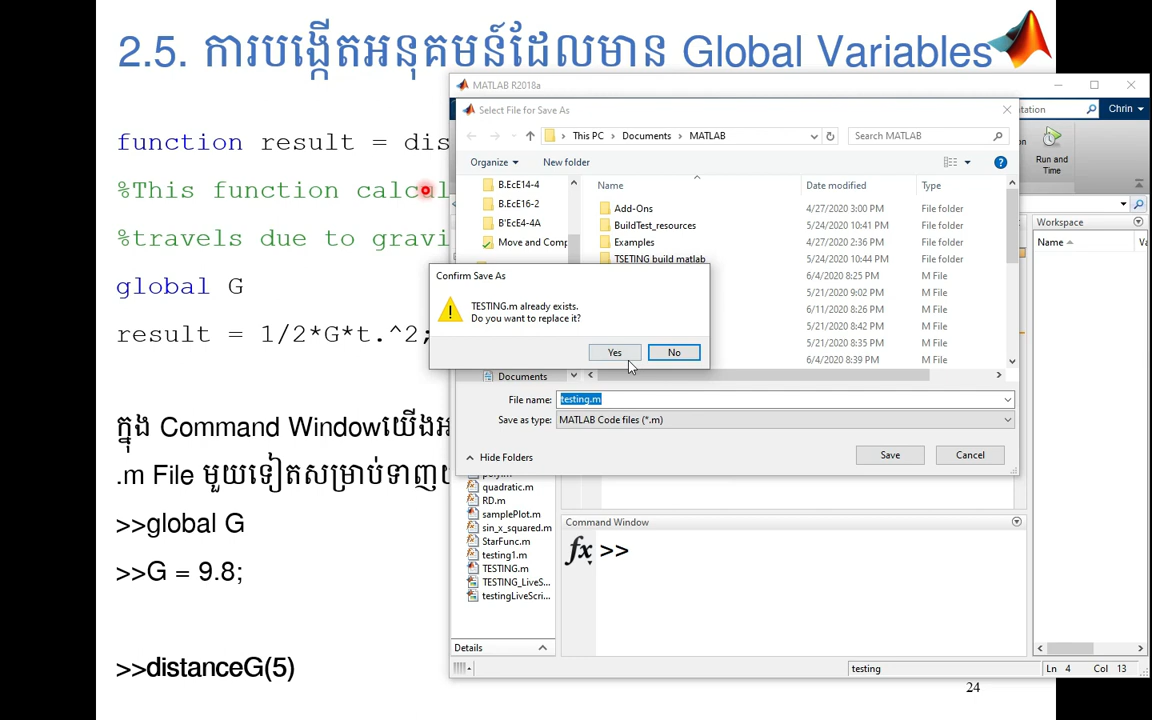 2.5. ការបង្កើតអនុគមន៍ដែលមាន Global Variables
function result = dis
%This function calcul
%travels due to gravi
global G
result = 1/2*G*t.^2;
ក្នុង Command Windowយើងអ
.m File មួយទៀតសម្រាប់ទាញយ
>>global G
>>G = 9.8;
>>distanceG(5)
24
MATLAB R2018a
Select File for Save As
This PC > Documents > MATLAB
Search MATLAB
Organize
New folder
B.EcE14-4
B.EcE16-2
B'EcE4-4A
Move and Comp
Documents
Name Date modified Type
Add-Ons 4/27/2020 3:00 PM File folder
BuildTest_resources 5/24/2020 10:41 PM File folder
Examples 4/27/2020 2:36 PM File folder
TSETING build matlab 5/24/2020 10:44 PM File folder
6/4/2020 8:25 PM M File
5/21/2020 9:02 PM M File
6/11/2020 8:26 PM M File
5/21/2020 8:42 PM M File
5/21/2020 8:35 PM M File
6/4/2020 8:39 PM M File
Confirm Save As
TESTING.m already exists.
Do you want to replace it?
Yes No
File name: testing.m
Save as type: MATLAB Code files (*.m)
Hide Folders
Save Cancel
tation
Chrin
on
Run and
Time
Workspace
Name
Va
quadratic.m
RD.m
samplePlot.m
sin_x_squared.m
StarFunc.m
testing1.m
TESTING.m
TESTING_LiveS...
testingLiveScri...
Details
Command Window
fx >>
testing
Ln 4 Col 13